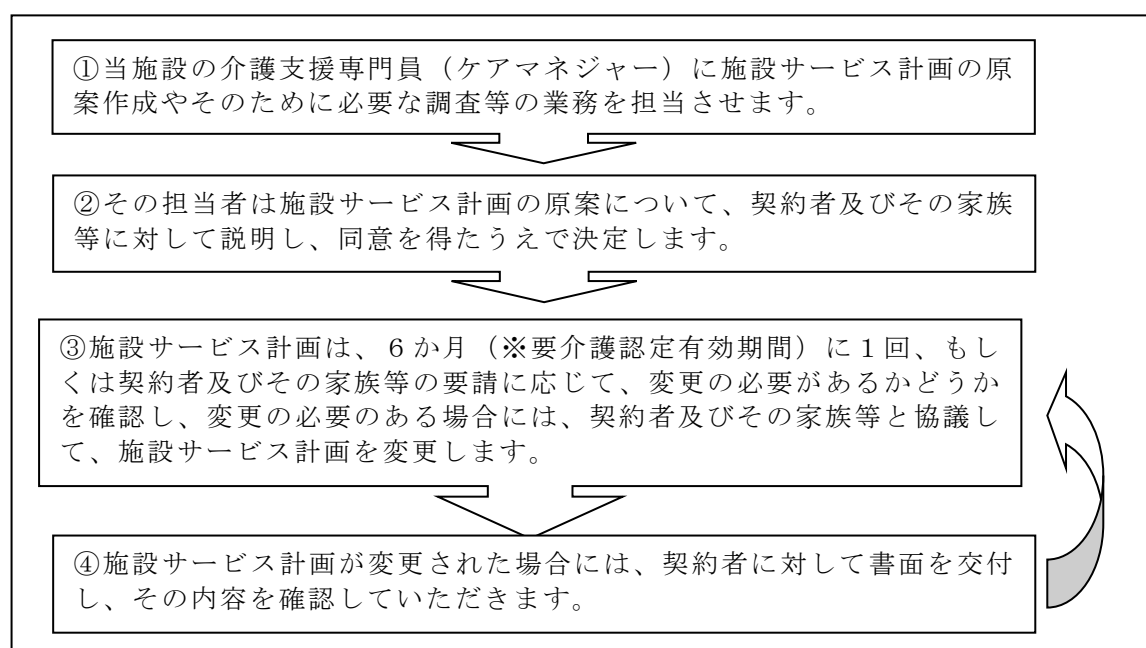 ①当施設の介護支援専門員（ケアマネジャー）に施設サービス計画の原
案作成やそのために必要な調査等の業務を担当させます。
②その担当者は施設サービス計画の原案について、契約者及びその家族
等に対して説明し、同意を得たうえで決定します。
③施設サービス計画は、６か月（※要介護認定有効期間）に１回、もし
くは契約者及びその家族等の要請に応じて、変更の必要があるかどうか
を確認し、変更の必要のある場合には、契約者及びその家族等と協議し
て、施設サービス計画を変更します。
④施設サービス計画が変更された場合には、契約者に対して書面を交付
し、その内容を確認していただきます。